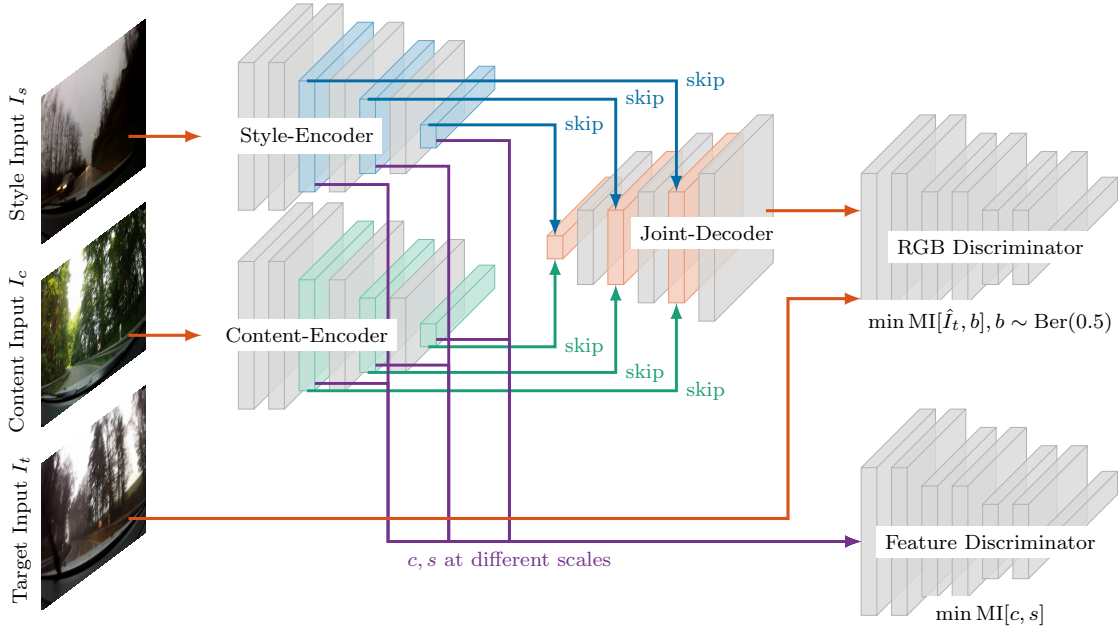 Style Input $I_s$
Content Input $I_c$
Target Input $I_t$
Style-Encoder
Content-Encoder
skip
skip
skip
Joint-Decoder
skip
skip
skip
RGB Discriminator
$\min \mathrm{MI}[\hat{I}_t, b], b \sim \mathrm{Ber}(0.5)$
Feature Discriminator
$\min \mathrm{MI}[c, s]$
$c, s$ at different scales